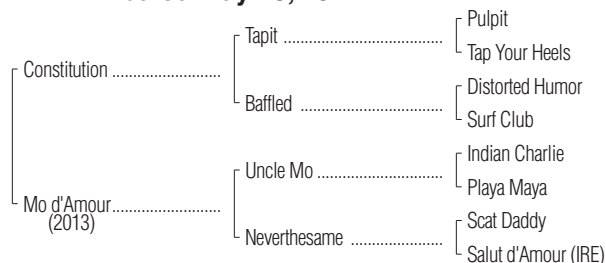 Pulpit
Tapit
Tap Your Heels
Constitution
Distorted Humor
Baffled
Surf Club
Indian Charlie
Uncle Mo
Playa Maya
Mo d'Amour
(2013)
Scat Daddy
Neverthesame
Salut d'Amour (IRE)